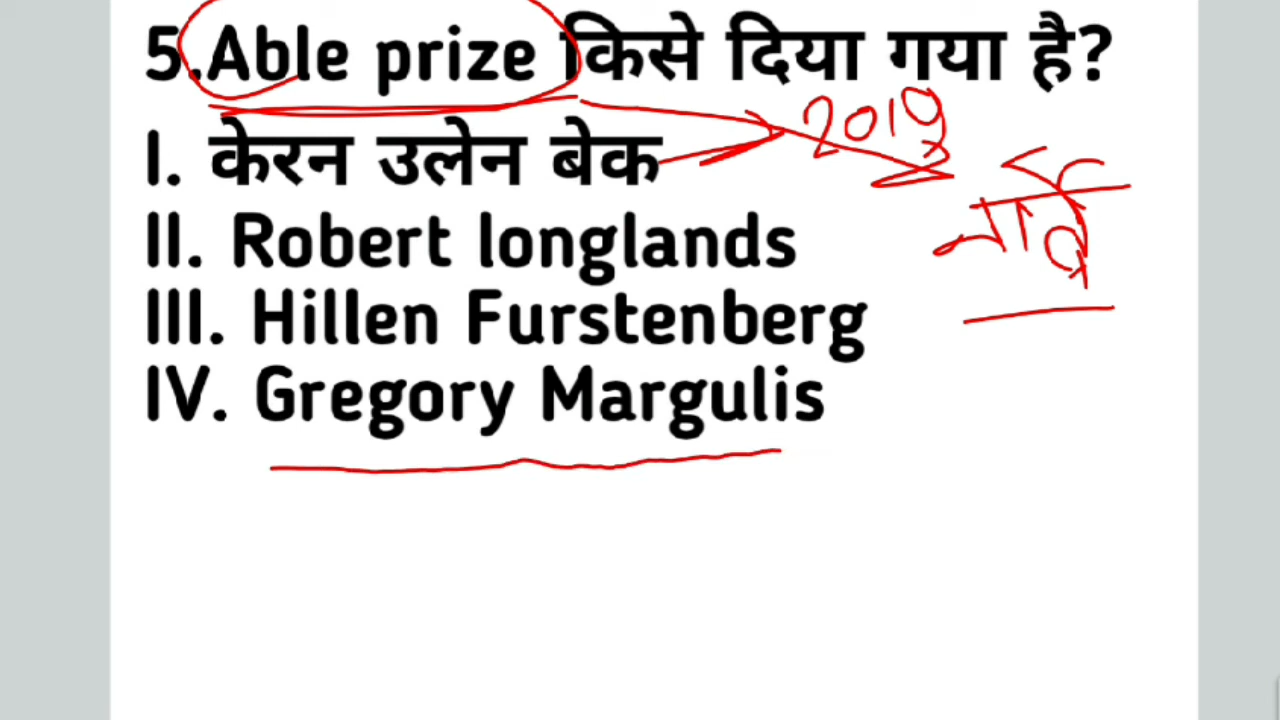 5.Able prize किसे दिया गया है?
I. केरन उलेन बेक
2019
II. Robert longlands
III. Hillen Furstenberg
IV. Gregory Margulis